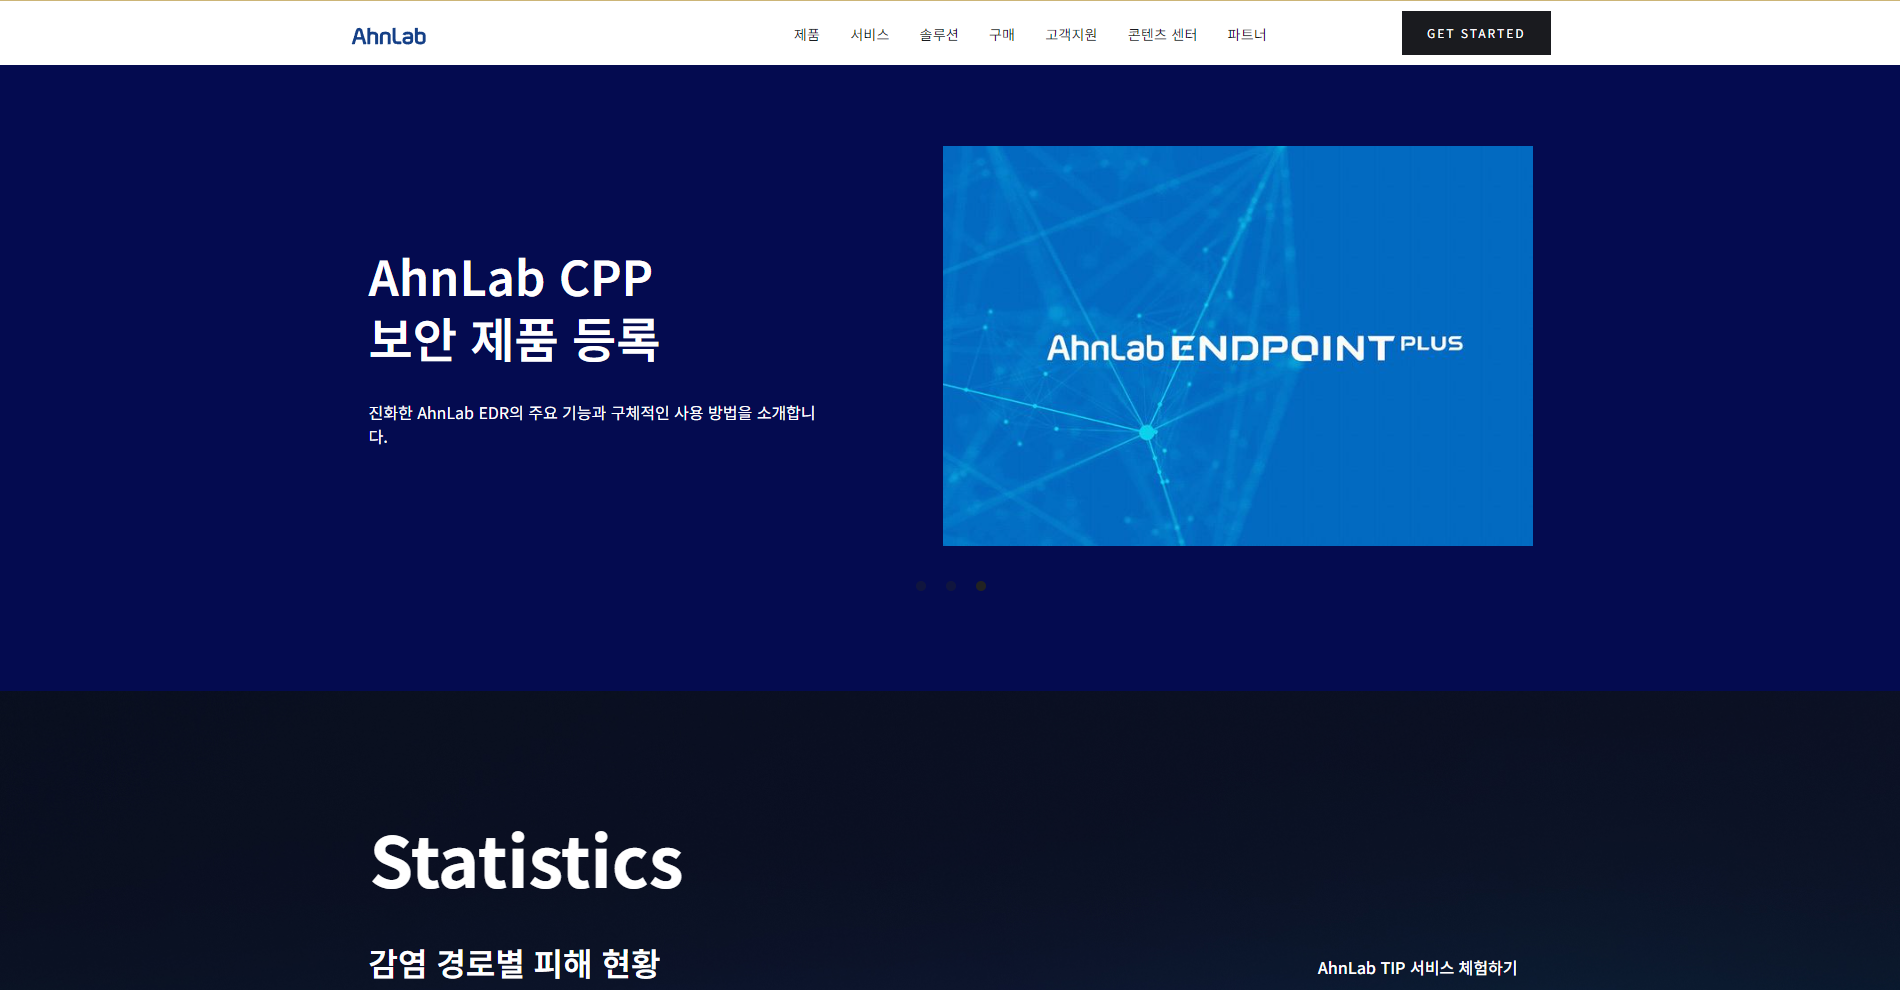 AhnLab
제품 서비스 솔루션 구매 고객지원 콘텐츠 센터 파트너
GET STARTED
AhnLab CPP
보안 제품 등록
진화한 AhnLab EDR의 주요 기능과 구체적인 사용 방법을 소개합니
다.
AhnLab ENDPOINT PLUS
Statistics
감염 경로별 피해 현황
AhnLab TIP 서비스 체험하기